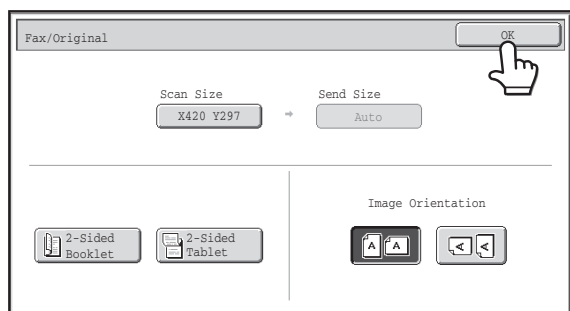 Fax/Original
OK
Scan Size
Send Size
X420 Y297
Auto
Image Orientation
2-Sided
Booklet
2-Sided
Tablet
A A
A A